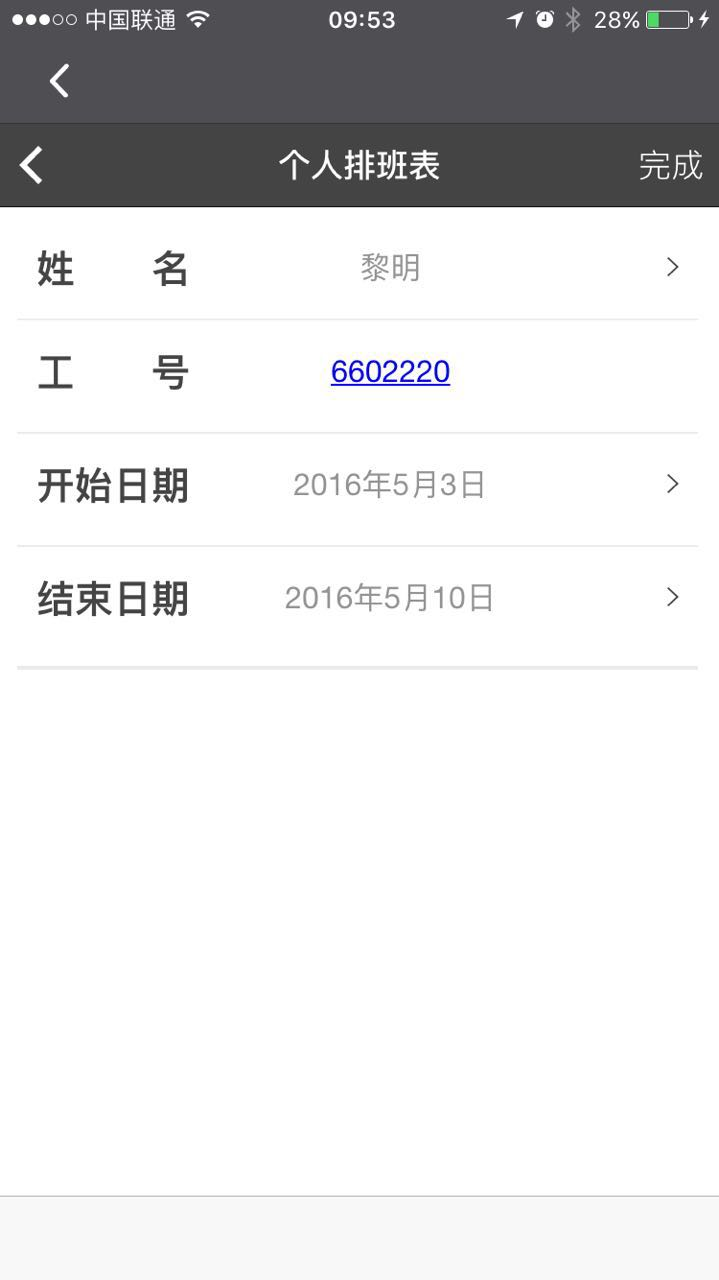 中国联通 09:53 28%
个人排班表 完成
姓 名 黎明
工 号 6602220
开始日期 2016年5月3日
结束日期 2016年5月10日